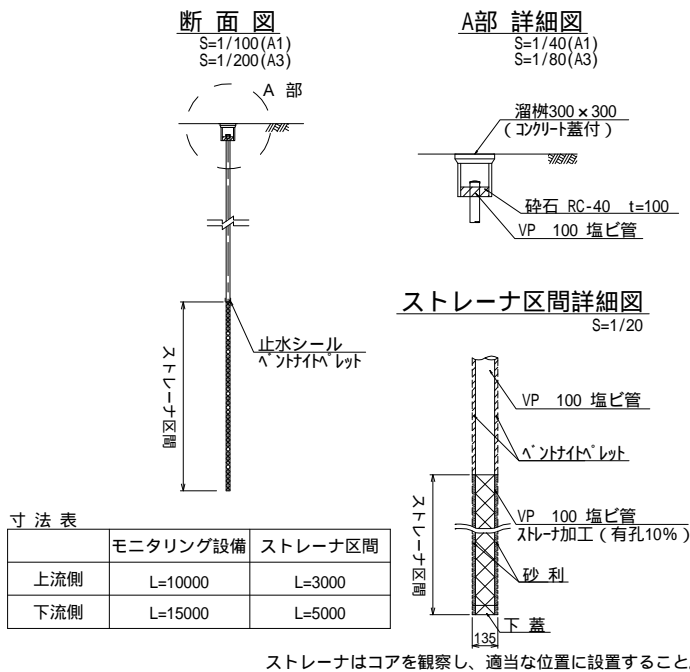 断 面 図
S=1/100(A1)
S=1/200(A3)
A 部
ストレーナ区間
止水シール
ベントナイトペレット
A部 詳細図
S=1/40(A1)
S=1/80(A3)
溜桝300×300
(コンクリート蓋付)
砕石 RC-40 t=100
VP 100 塩ビ管
ストレーナ区間詳細図
S=1/20
VP 100 塩ビ管
ベントナイトペレット
ストレーナ区間
VP 100 塩ビ管
ストレーナ加工(有孔10%)
砂 利
下 蓋
135
寸 法 表
モニタリング設備 ストレーナ区間
上流側 L=10000 L=3000
下流側 L=15000 L=5000
ストレーナはコアを観察し、適当な位置に設置すること。